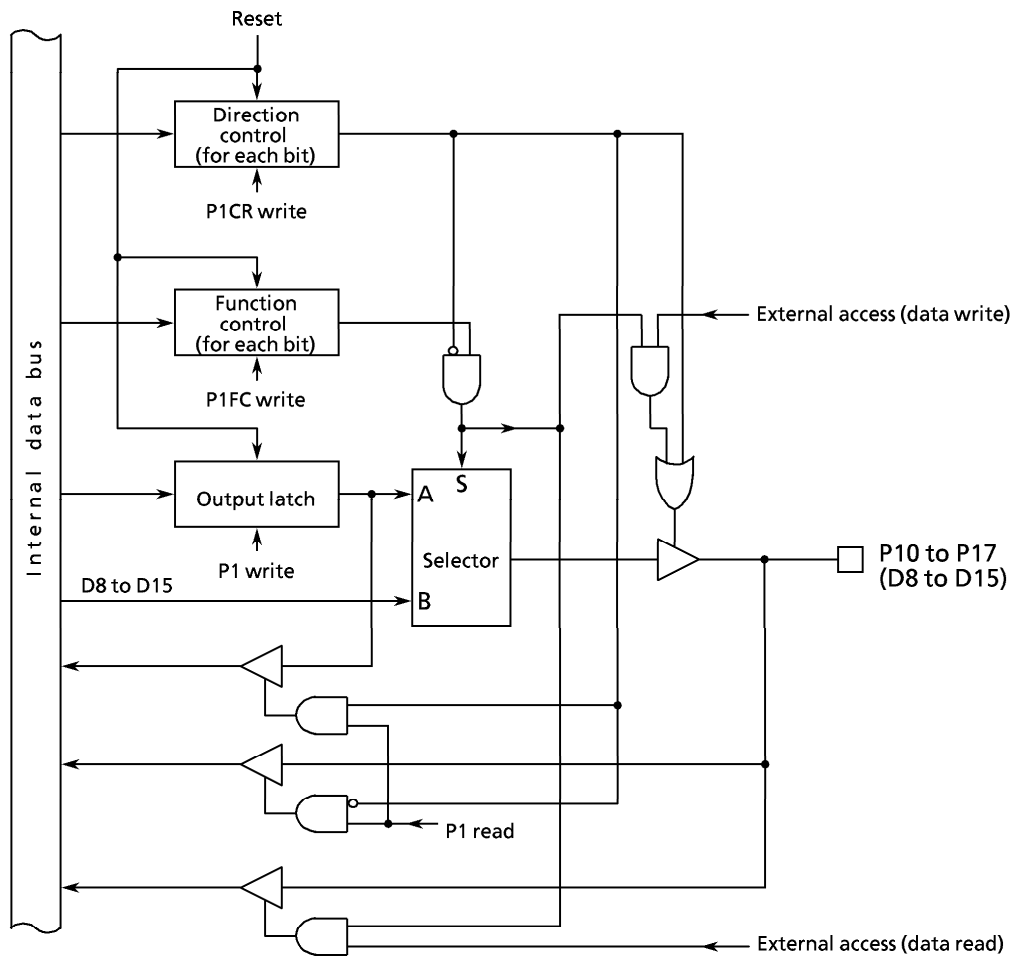 Reset
Direction
control
(for each bit)
P1CR write
Function
control
(for each bit)
External access (data write)
P1FC write
Internal data bus
S
A
Output latch
Selector
P10 to P17
(D8 to D15)
P1 write
D8 to D15
B
P1 read
External access (data read)